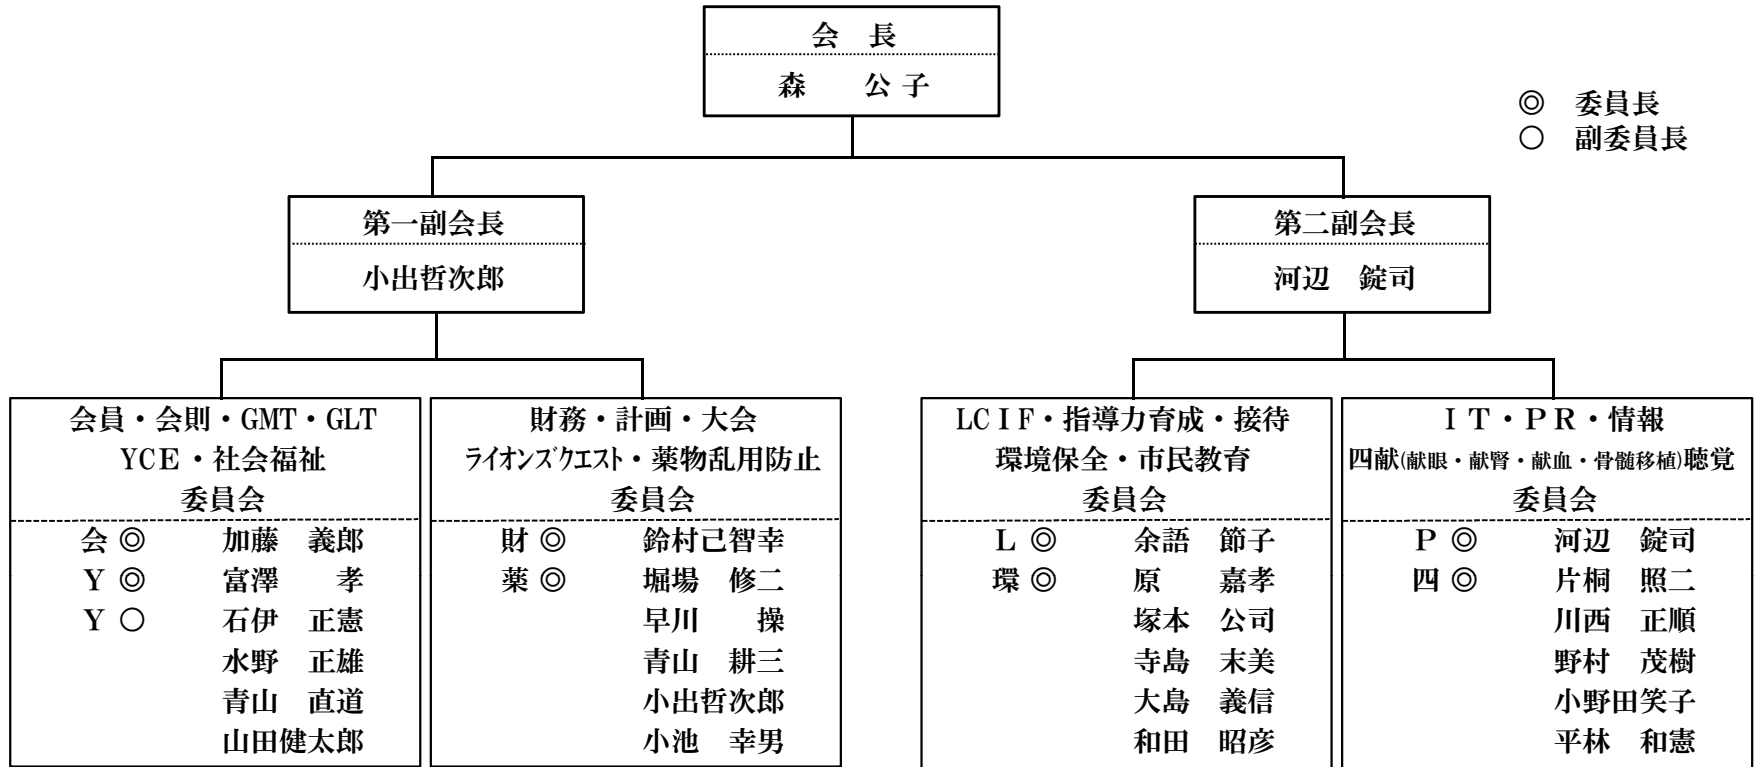 会　長
森　　公 子
◎　委員長
○　副委員長
第一副会長
小出哲次郎
第二副会長
河辺　錠司
会員・会則・GMT・GLT
YCE・社会福祉
委員会
会 ◎　加藤　義郎
Y ◎　富澤　　孝
Y ○　石伊　正憲
水野　正雄
青山　直道
山田健太郎
財務・計画・大会
ライオンズクエスト・薬物乱用防止
委員会
財 ◎　鈴村己智幸
薬 ◎　堀場　修二
早川　　操
青山　耕三
小出哲次郎
小池　幸男
LCIF・指導力育成・接待
環境保全・市民教育
委員会
L ◎　余語　節子
環 ◎　原　　嘉孝
塚本　公司
寺島　末美
大島　義信
和田　昭彦
IT・PR・情報
四献(献眼・献腎・献血・骨髄移植)聴覚
委員会
P ◎　河辺　錠司
四 ◎　片桐　照二
川西　正順
野村　茂樹
小野田笑子
平林　和憲